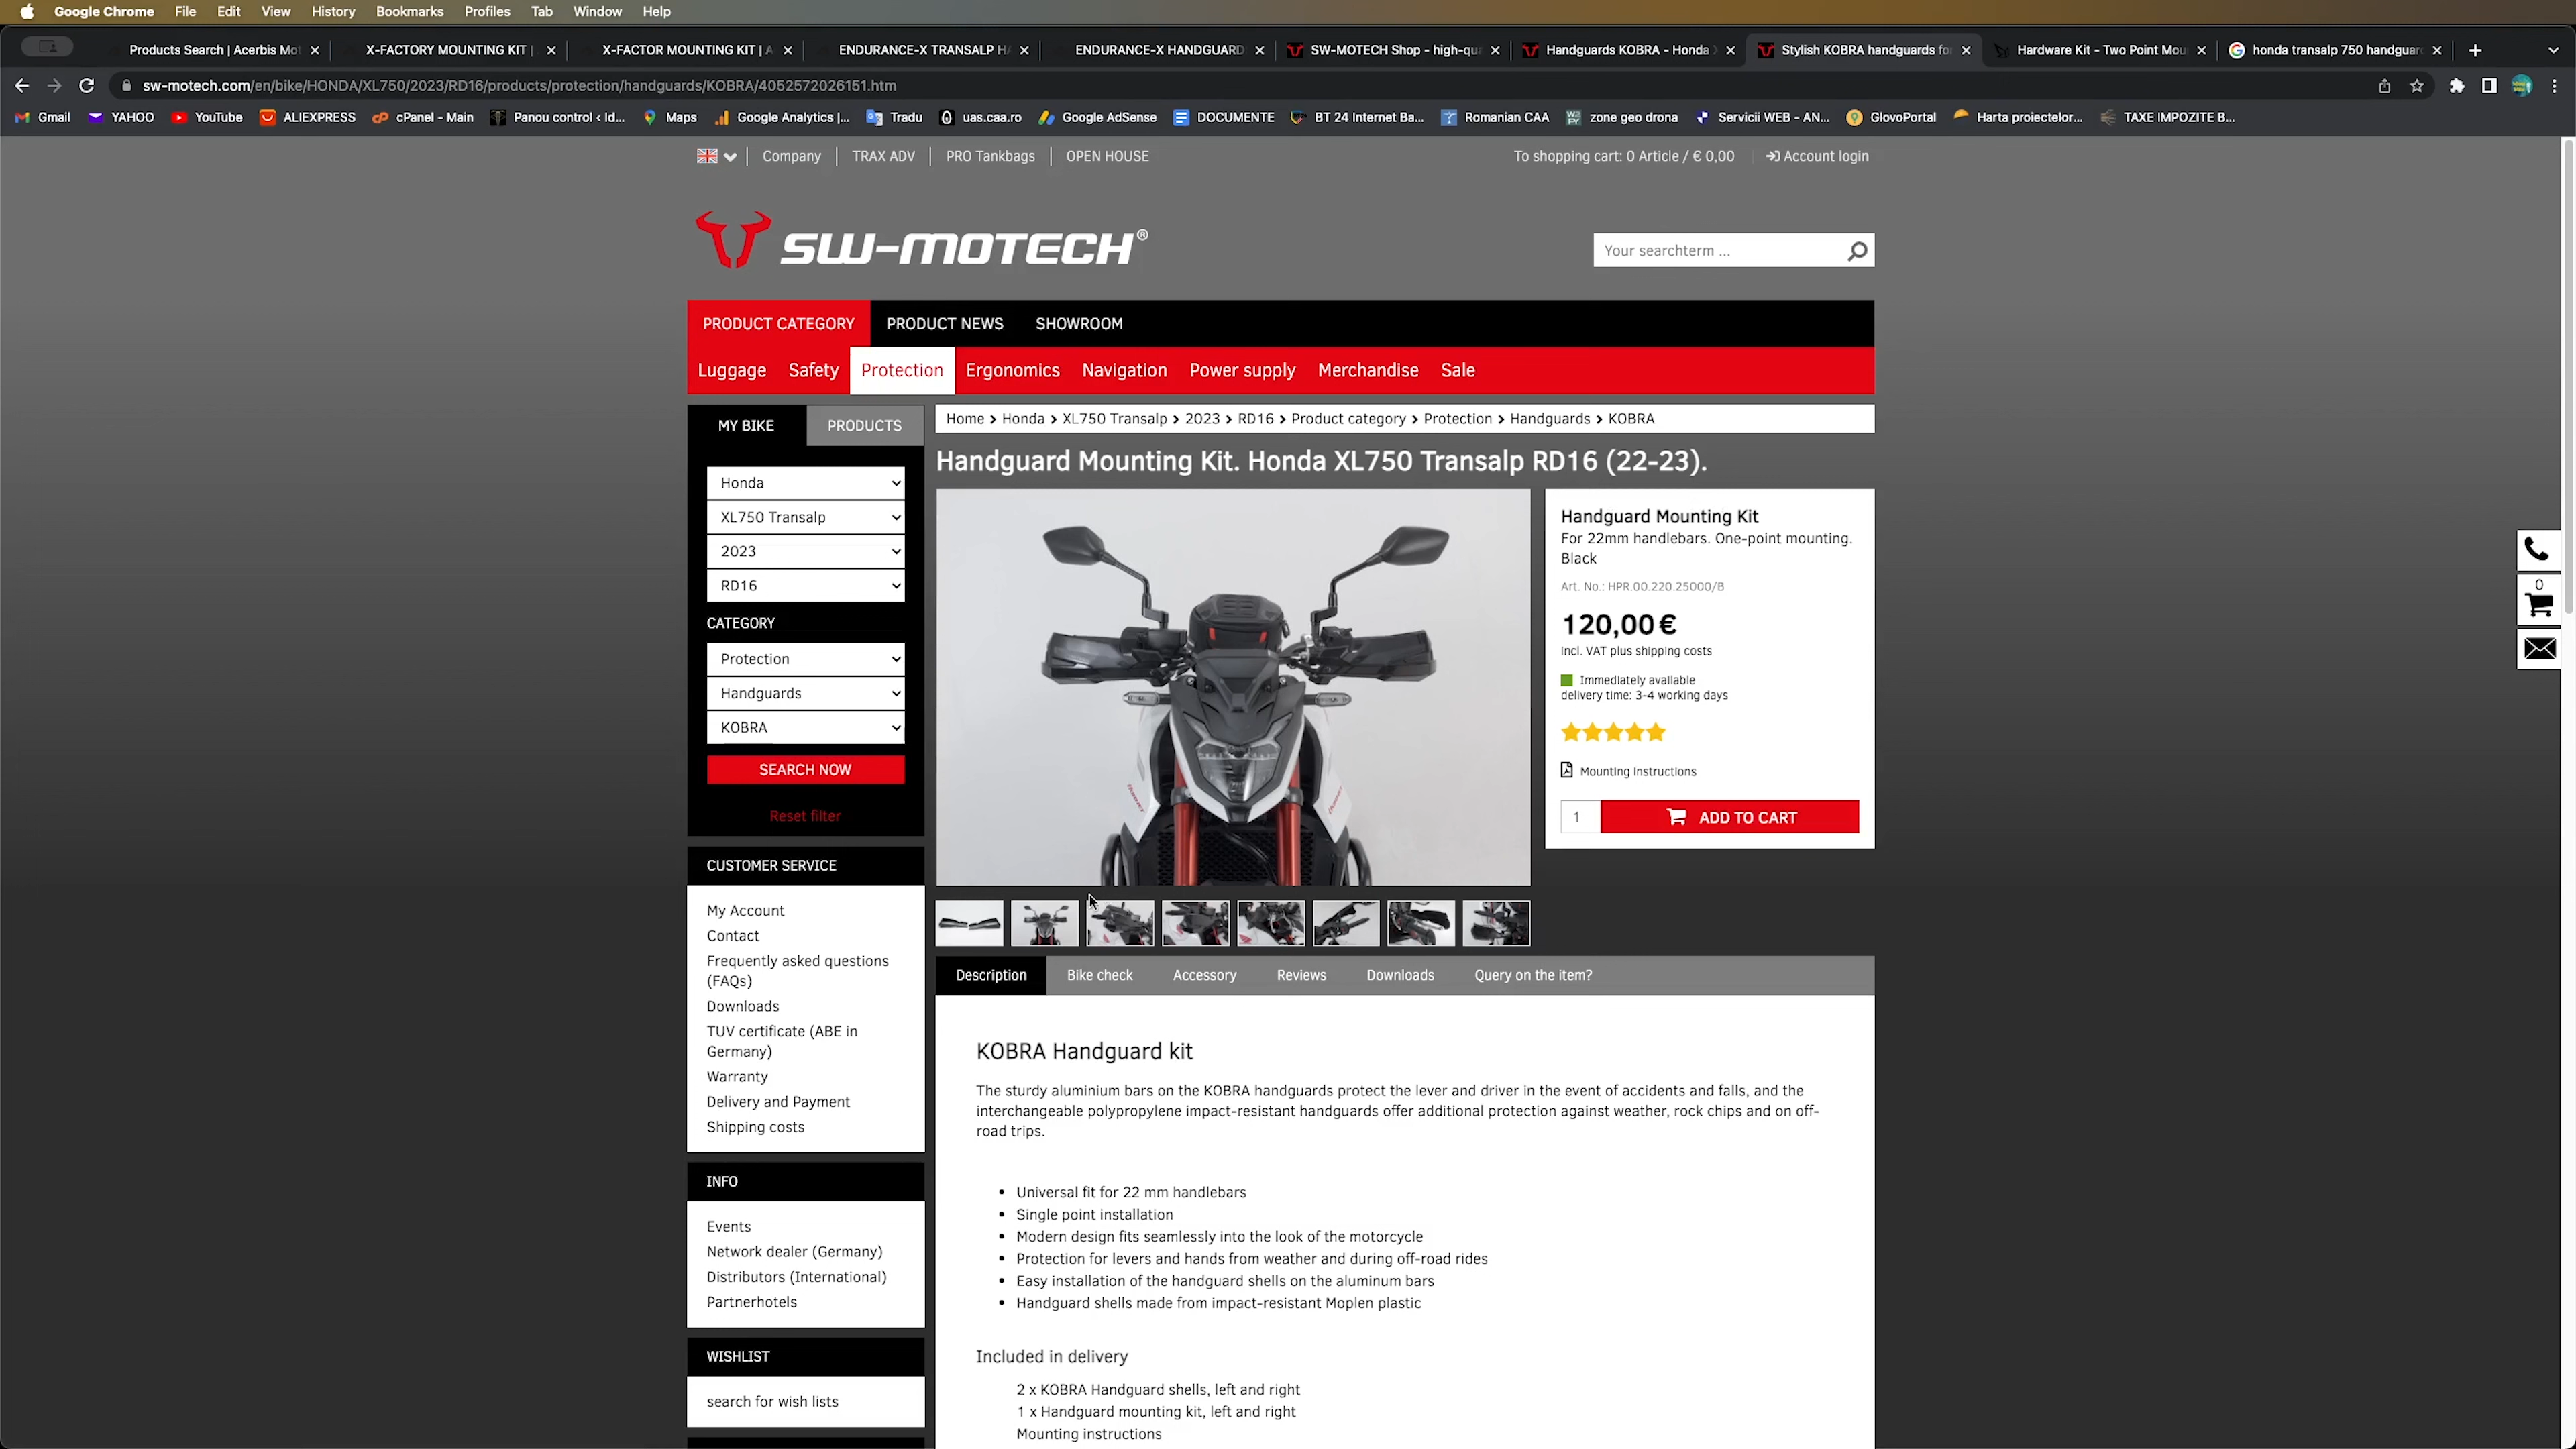 Google Chrome File Edit View History Bookmarks Profiles Tab Window Help
Products Search | Acerbis Mot
X-FACTORY MOUNTING KIT |
X-FACTOR MOUNTING KIT | A
ENDURANCE-X TRANSALP HA
ENDURANCE-X HANDGUARD
SW-MOTECH Shop - high-qua
Handguards KOBRA - Honda X
Stylish KOBRA handguards fo
Hardware Kit - Two Point Mou
honda transalp 750 handguar
sw-motech.com/en/bike/HONDA/XL750/2023/RD16/products/protection/handguards/KOBRA/4052572026151.htm
Gmail YAHOO YouTube ALIEXPRESS cPanel - Main Panou control ‹ Id... Maps Google Analytics |... Tradu uas.caa.ro Google AdSense DOCUMENTE BT 24 Internet Ba... Romanian CAA zone geo drona Servicii WEB - AN... GlovoPortal Harta proiectelor... TAXE IMPOZITE B...
Company TRAX ADV PRO Tankbags OPEN HOUSE
To shopping cart: 0 Article / € 0,00 Account login
SW-MOTECH®
Your searchterm ...
PRODUCT CATEGORY PRODUCT NEWS SHOWROOM
Luggage Safety Protection Ergonomics Navigation Power supply Merchandise Sale
MY BIKE PRODUCTS
Honda
XL750 Transalp
2023
RD16
CATEGORY
Protection
Handguards
KOBRA
SEARCH NOW
Reset filter
CUSTOMER SERVICE
My Account
Contact
Frequently asked questions
(FAQs)
Downloads
TUV certificate (ABE in
Germany)
Warranty
Delivery and Payment
Shipping costs
INFO
Events
Network dealer (Germany)
Distributors (International)
Partnerhotels
WISHLIST
search for wish lists
Home > Honda > XL750 Transalp > 2023 > RD16 > Product category > Protection > Handguards > KOBRA
Handguard Mounting Kit. Honda XL750 Transalp RD16 (22-23).
Handguard Mounting Kit
For 22mm handlebars. One-point mounting.
Black
Art. No.: HPR.00.220.25000/B
120,00 €
Incl. VAT plus shipping costs
Immediately available
delivery time: 3-4 working days
Mounting instructions
1 ADD TO CART
0
Description Bike check Accessory Reviews Downloads Query on the item?
KOBRA Handguard kit
The sturdy aluminium bars on the KOBRA handguards protect the lever and driver in the event of accidents and falls, and the
interchangeable polypropylene impact-resistant handguards offer additional protection against weather, rock chips and on off-
road trips.
• Universal fit for 22 mm handlebars
• Single point installation
• Modern design fits seamlessly into the look of the motorcycle
• Protection for levers and hands from weather and during off-road rides
• Easy installation of the handguard shells on the aluminum bars
• Handguard shells made from impact-resistant Moplen plastic
Included in delivery
2 x KOBRA Handguard shells, left and right
1 x Handguard mounting kit, left and right
Mounting instructions